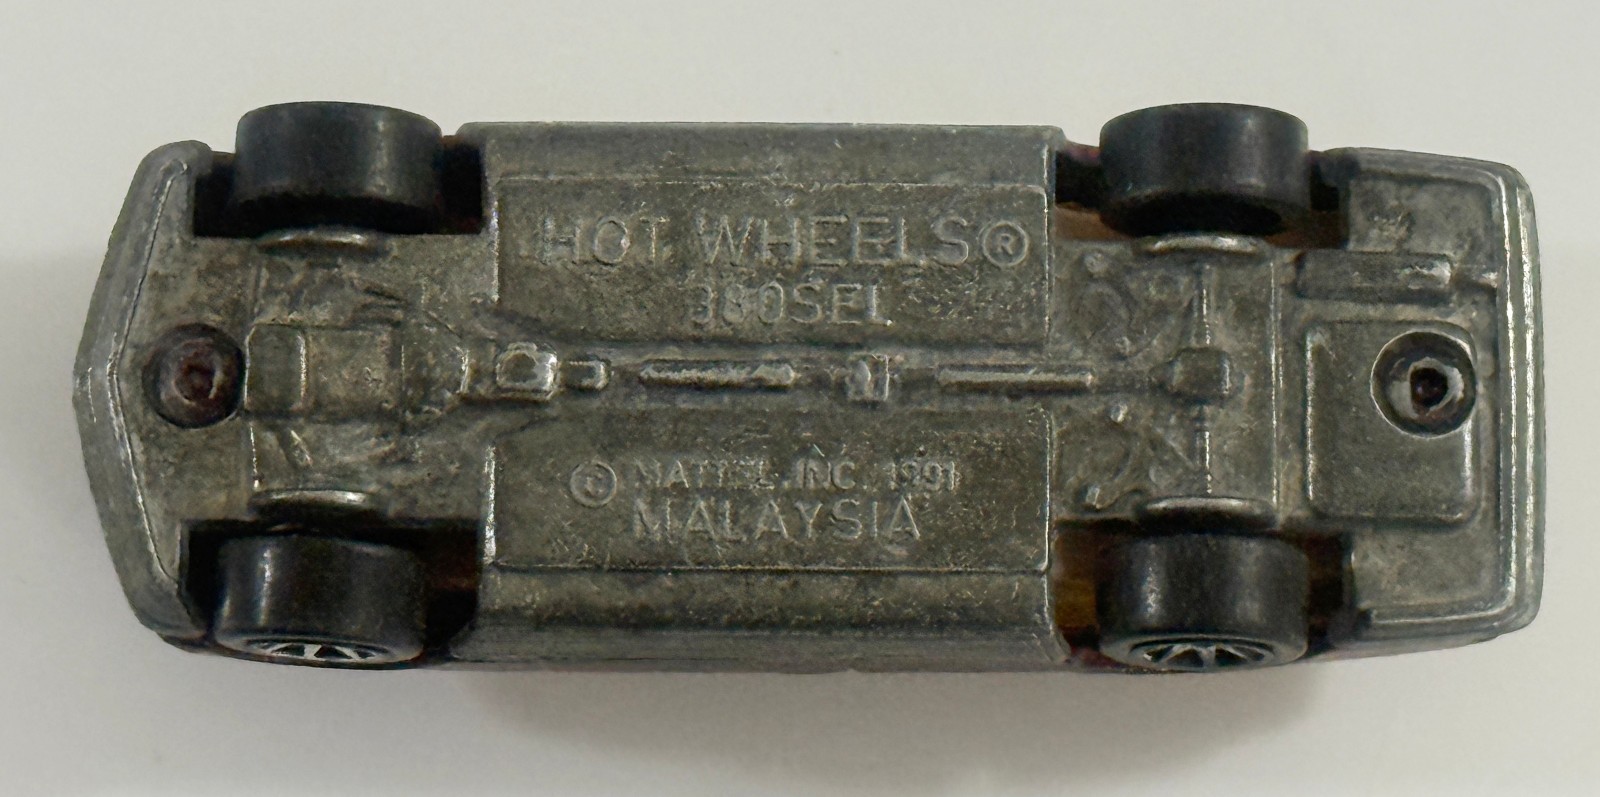 HOT WHEELS®
380SEL
© MATTEL INC. 1991
MALAYSIA